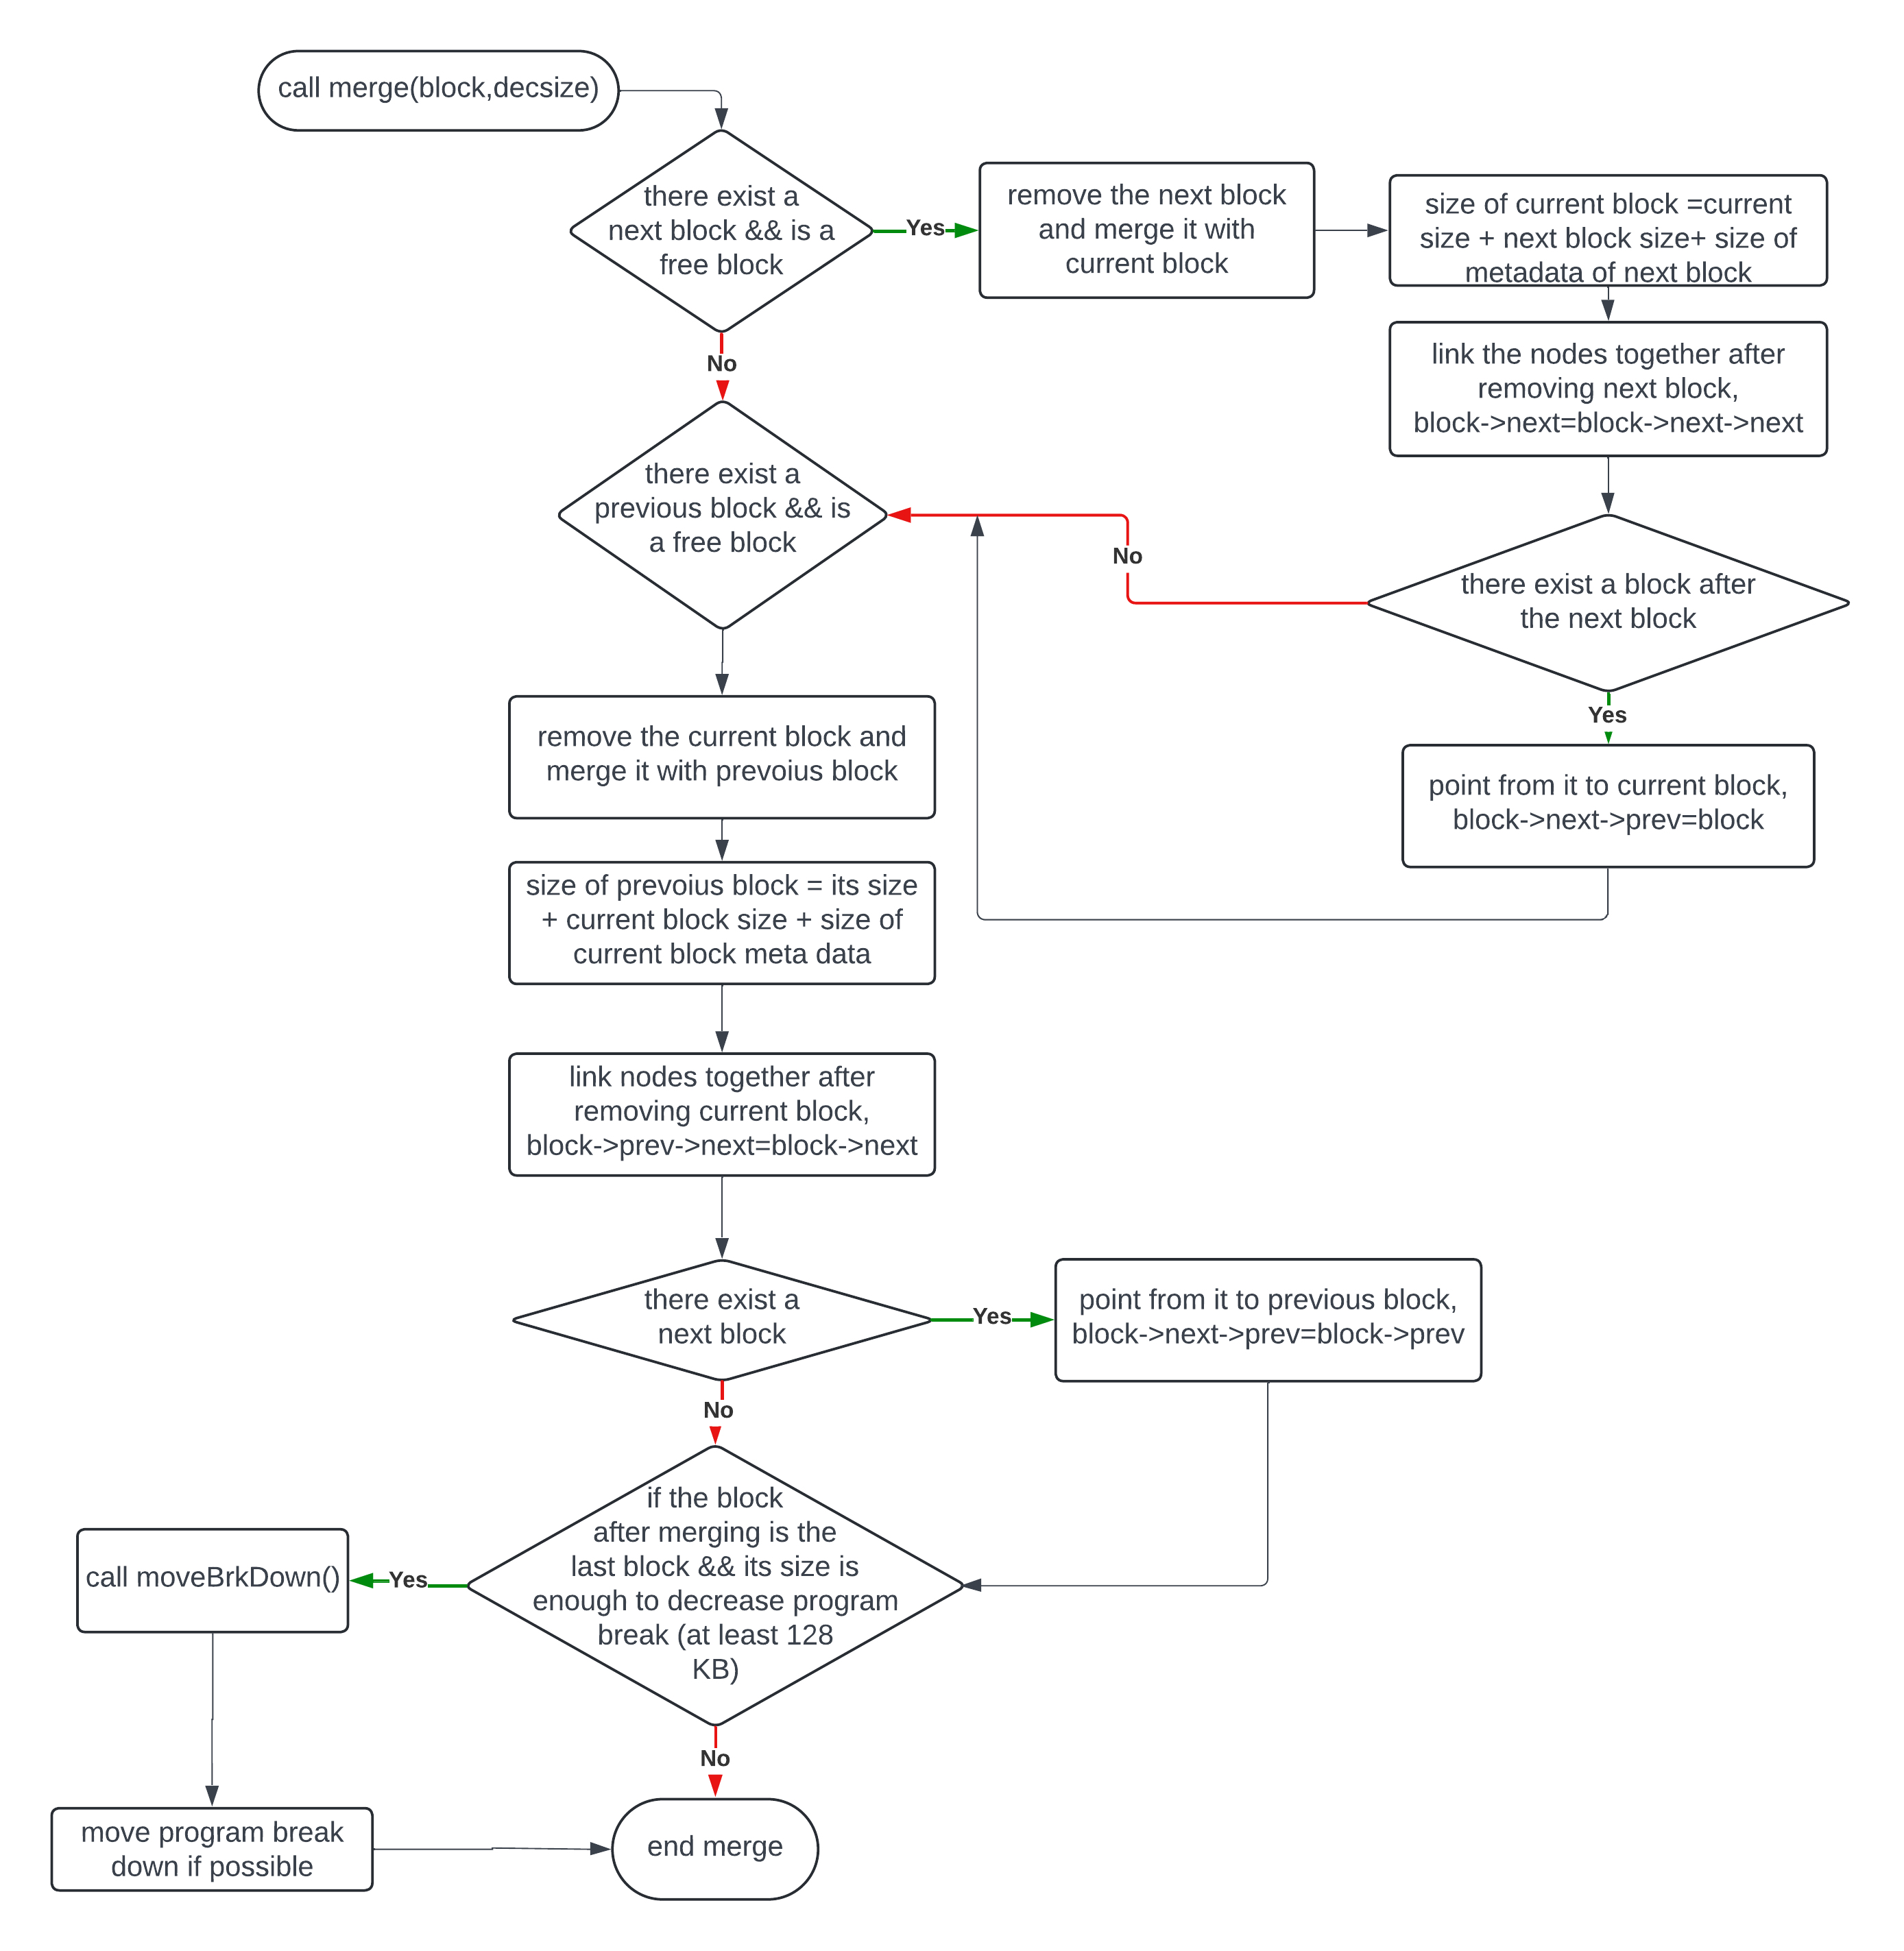 call merge(block,decsize)
there exist a
next block && is a
free block
Yes
remove the next block
and merge it with
current block
size of current block =current
size + next block size+ size of
metadata of next block
link the nodes together after
removing next block,
block->next=block->next->next
No
there exist a
previous block && is
a free block
No
there exist a block after
the next block
Yes
point from it to current block,
block->next->prev=block
remove the current block and
merge it with prevoius block
size of prevoius block = its size
+ current block size + size of
current block meta data
link nodes together after
removing current block,
block->prev->next=block->next
there exist a
next block
Yes
point from it to previous block,
block->next->prev=block->prev
No
if the block
after merging is the
last block && its size is
enough to decrease program
break (at least 128
KB)
Yes
call moveBrkDown()
No
move program break
down if possible
end merge